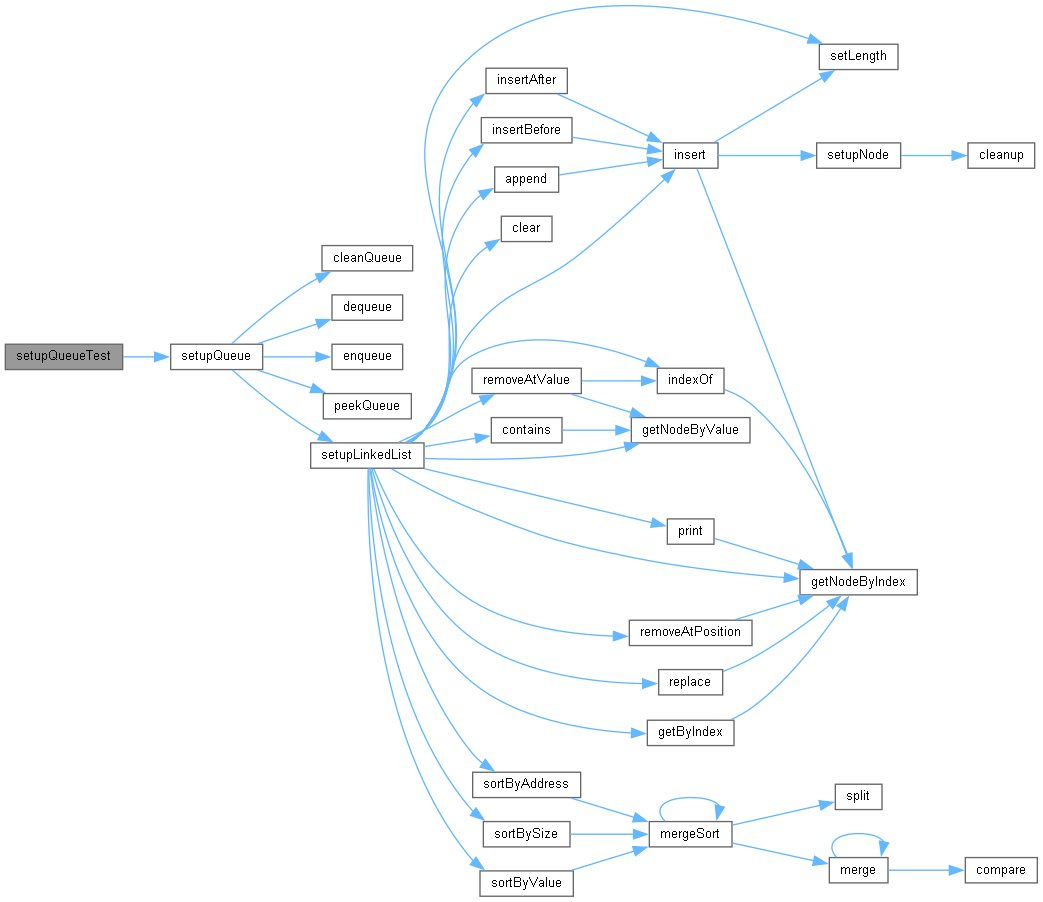 setLength
insertAfter
insertBefore
insert
setupNode
cleanup
append
clear
cleanQueue
dequeue
setupQueueTest
setupQueue
enqueue
removeAtValue
indexOf
peekQueue
contains
getNodeByValue
setupLinkedList
print
getNodeByIndex
removeAtPosition
replace
getByIndex
sortByAddress
split
sortBySize
mergeSort
merge
compare
sortByValue